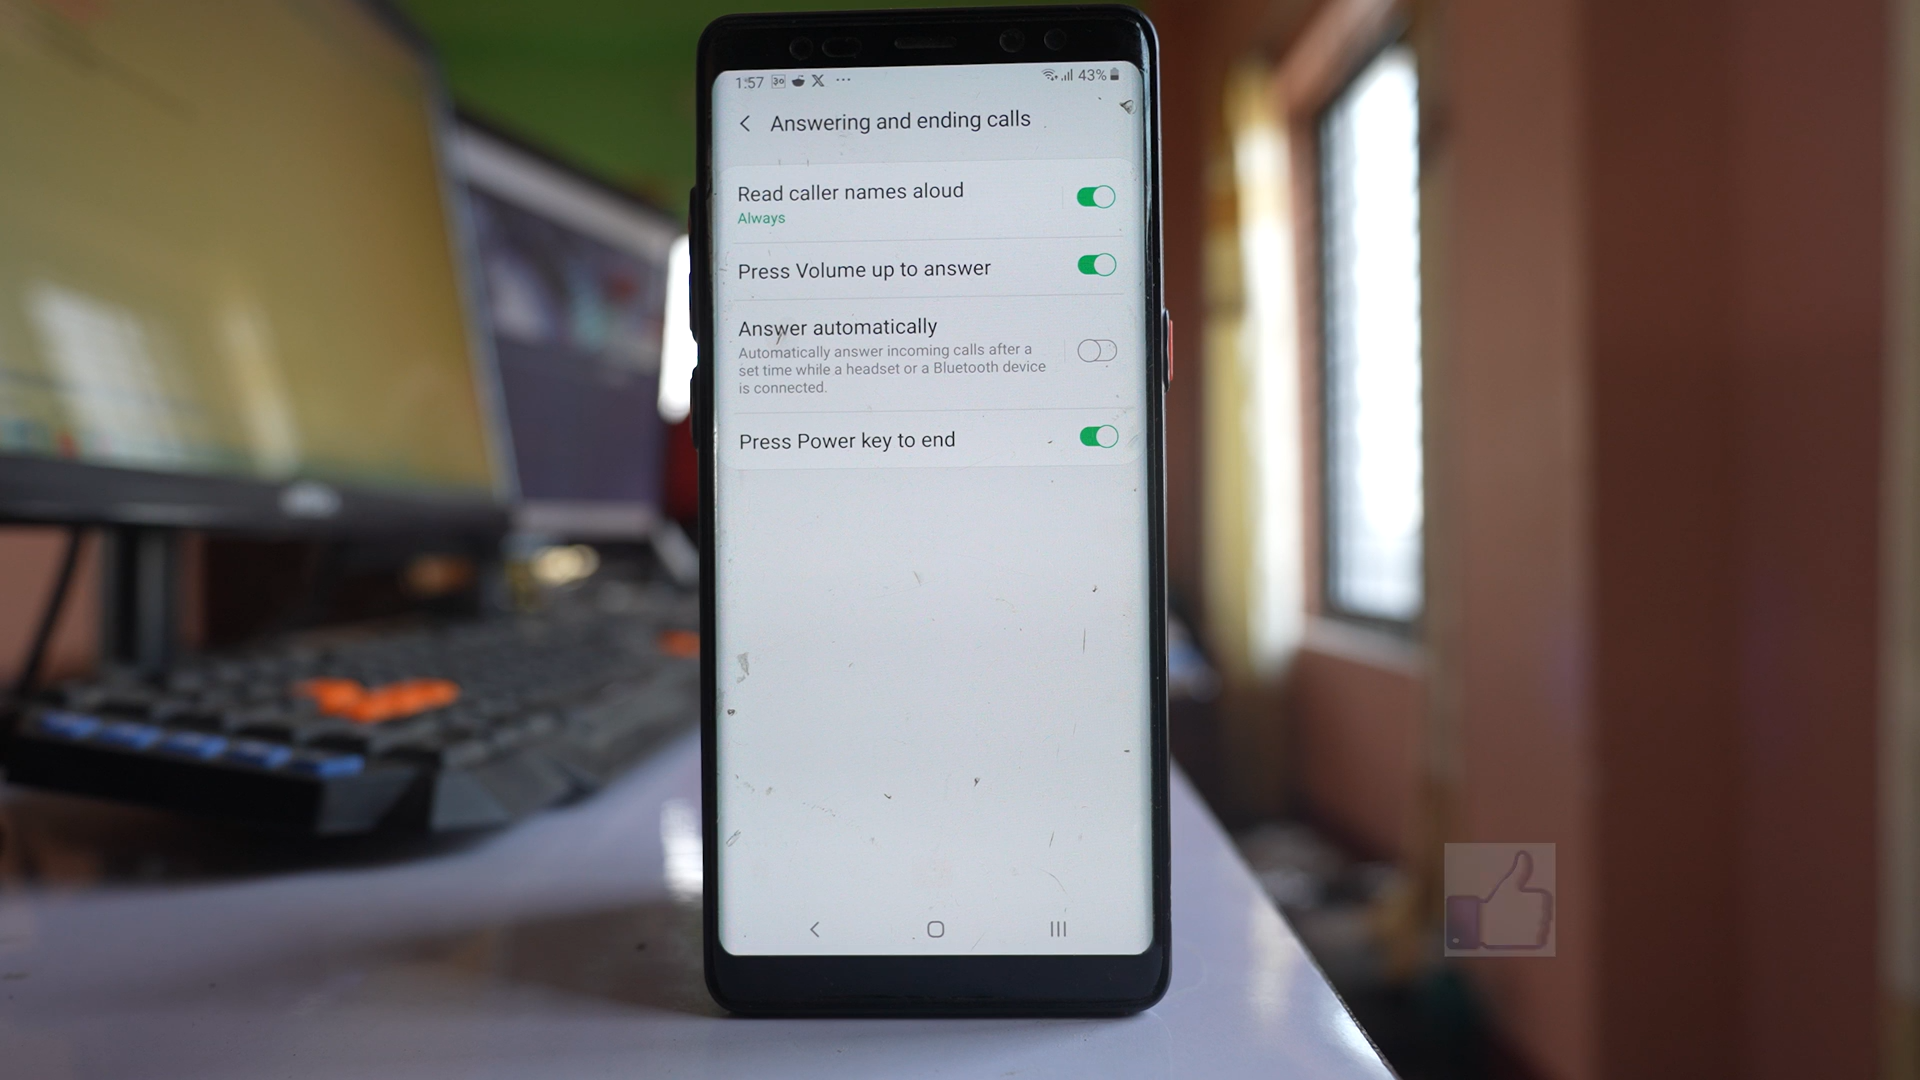 1:57 30 43%
Answering and ending calls
Read caller names aloud
Always
Press Volume up to answer
Answer automatically
Automatically answer incoming calls after a
set time while a headset or a Bluetooth device
is connected.
Press Power key to end